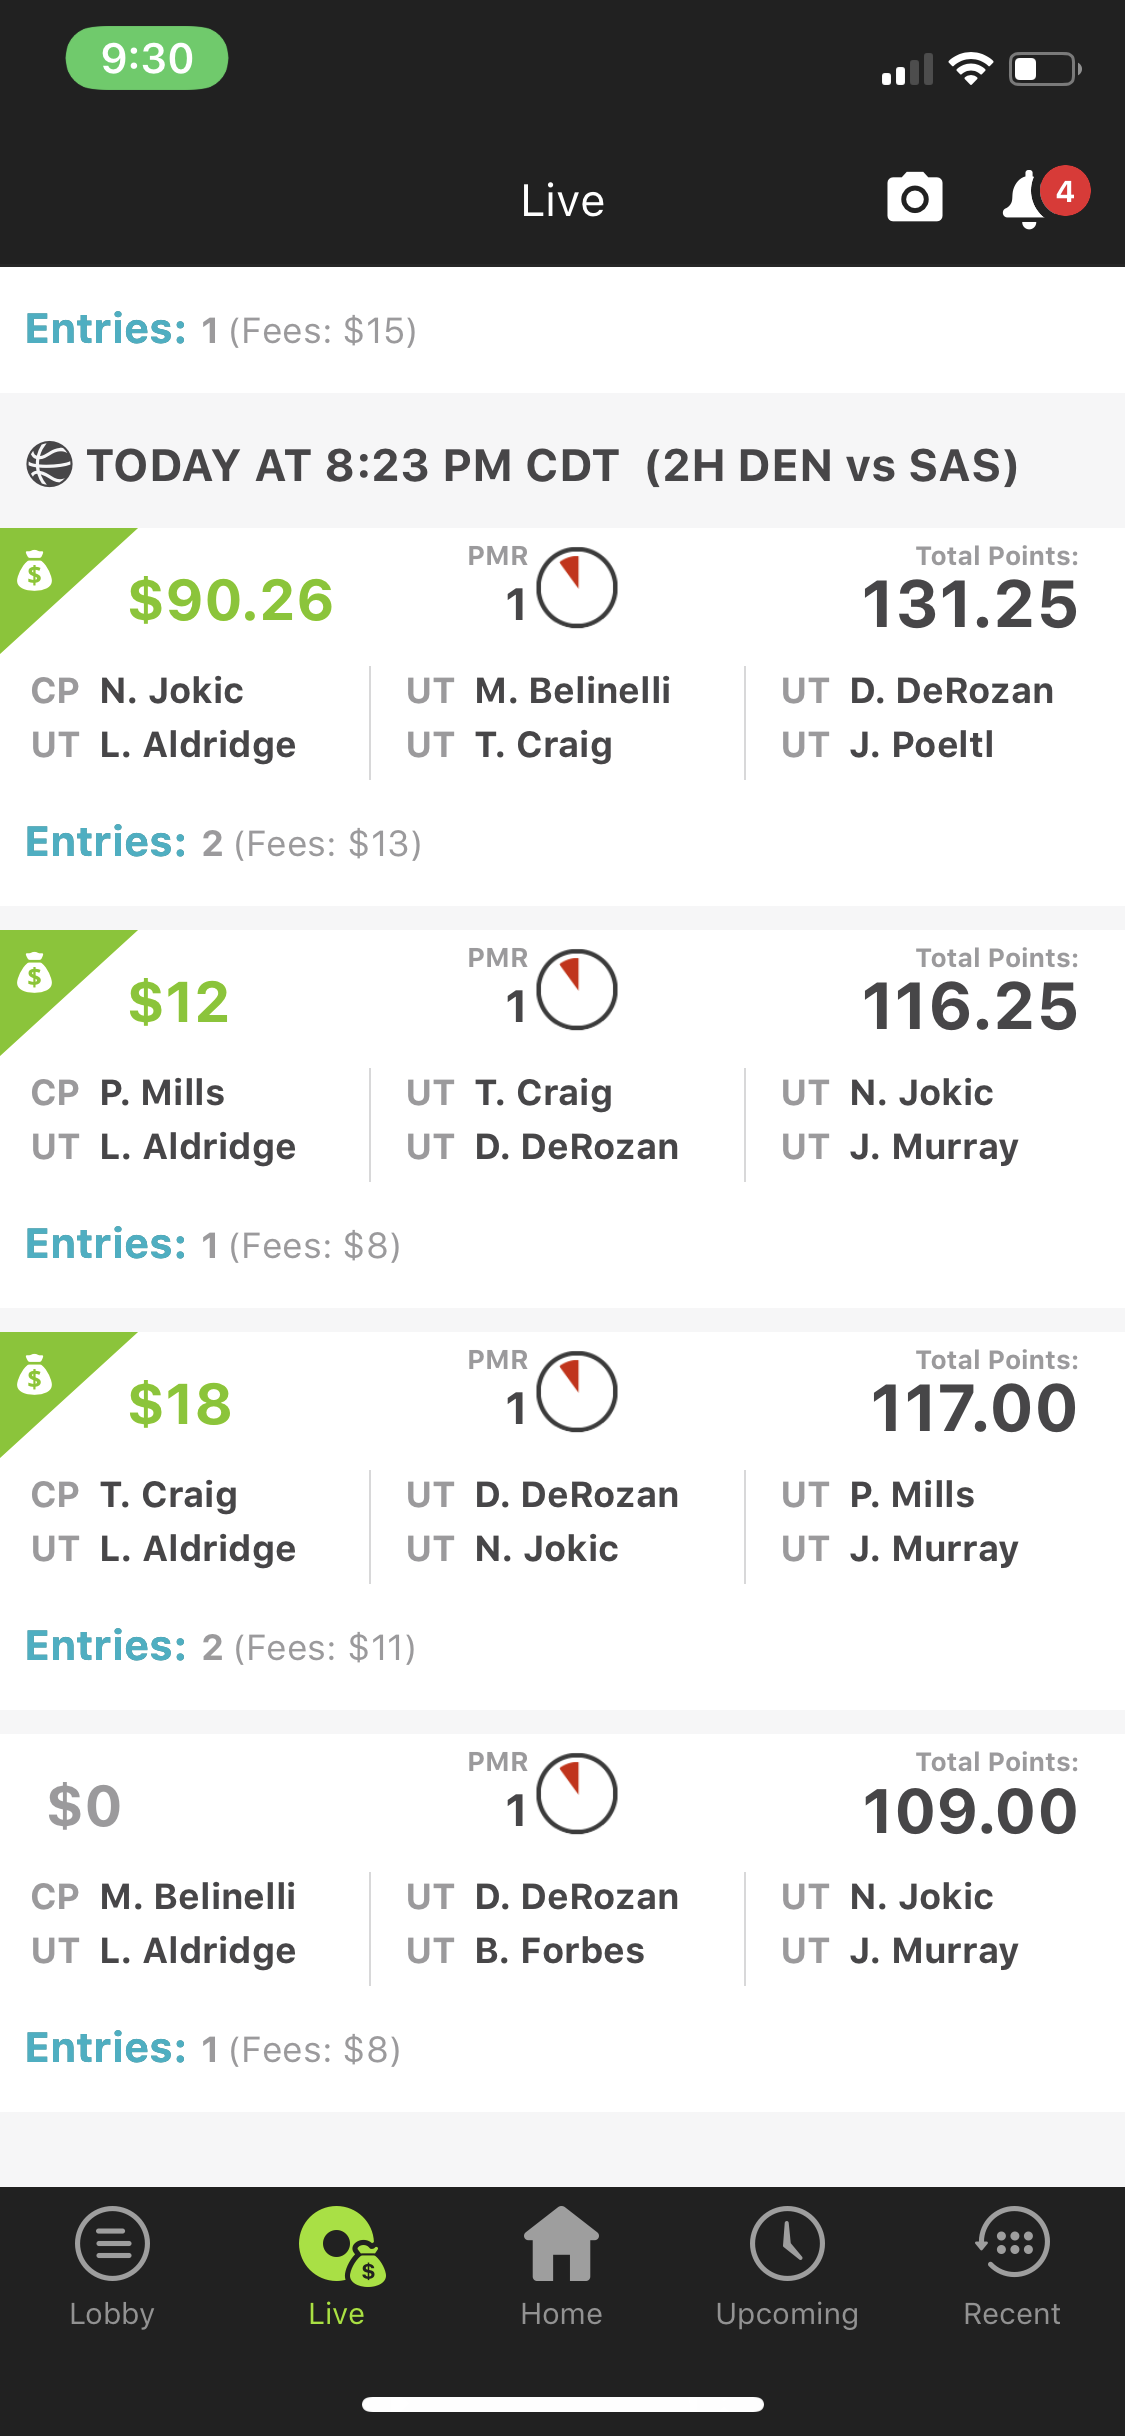 9:30
Live
4
Entries: 1 (Fees: $15)
TODAY AT 8:23 PM CDT (2H DEN vs SAS)
$
$90.26
PMR
1
Total Points:
131.25
CP N. Jokic
UT M. Belinelli
UT D. DeRozan
UT L. Aldridge
UT T. Craig
UT J. Poeltl
Entries: 2 (Fees: $13)
$
$12
PMR
1
Total Points:
116.25
CP P. Mills
UT T. Craig
UT N. Jokic
UT L. Aldridge
UT D. DeRozan
UT J. Murray
Entries: 1 (Fees: $8)
$
$18
PMR
1
Total Points:
117.00
CP T. Craig
UT D. DeRozan
UT P. Mills
UT L. Aldridge
UT N. Jokic
UT J. Murray
Entries: 2 (Fees: $11)
$0
PMR
1
Total Points:
109.00
CP M. Belinelli
UT D. DeRozan
UT N. Jokic
UT L. Aldridge
UT B. Forbes
UT J. Murray
Entries: 1 (Fees: $8)
$
Lobby
Live
Home
Upcoming
Recent